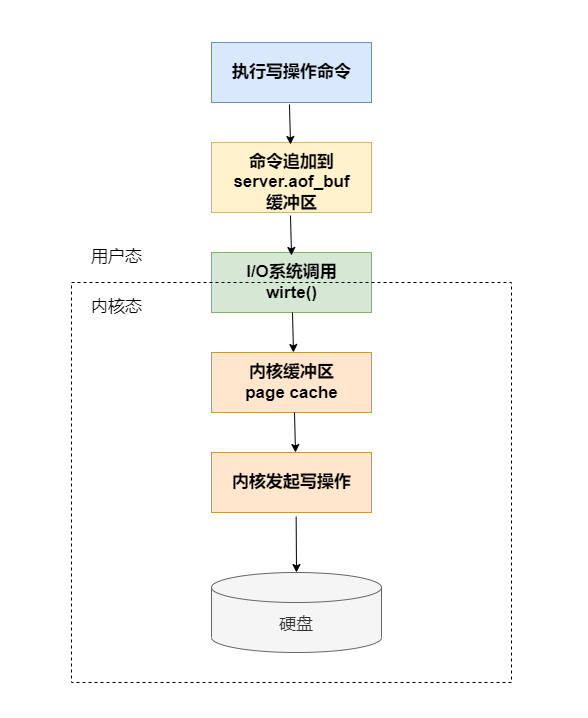 执行写操作命令
命令追加到
server.aof_buf
缓冲区
用户态
I/O系统调用
wirte()
内核态
内核缓冲区
page cache
内核发起写操作
硬盘